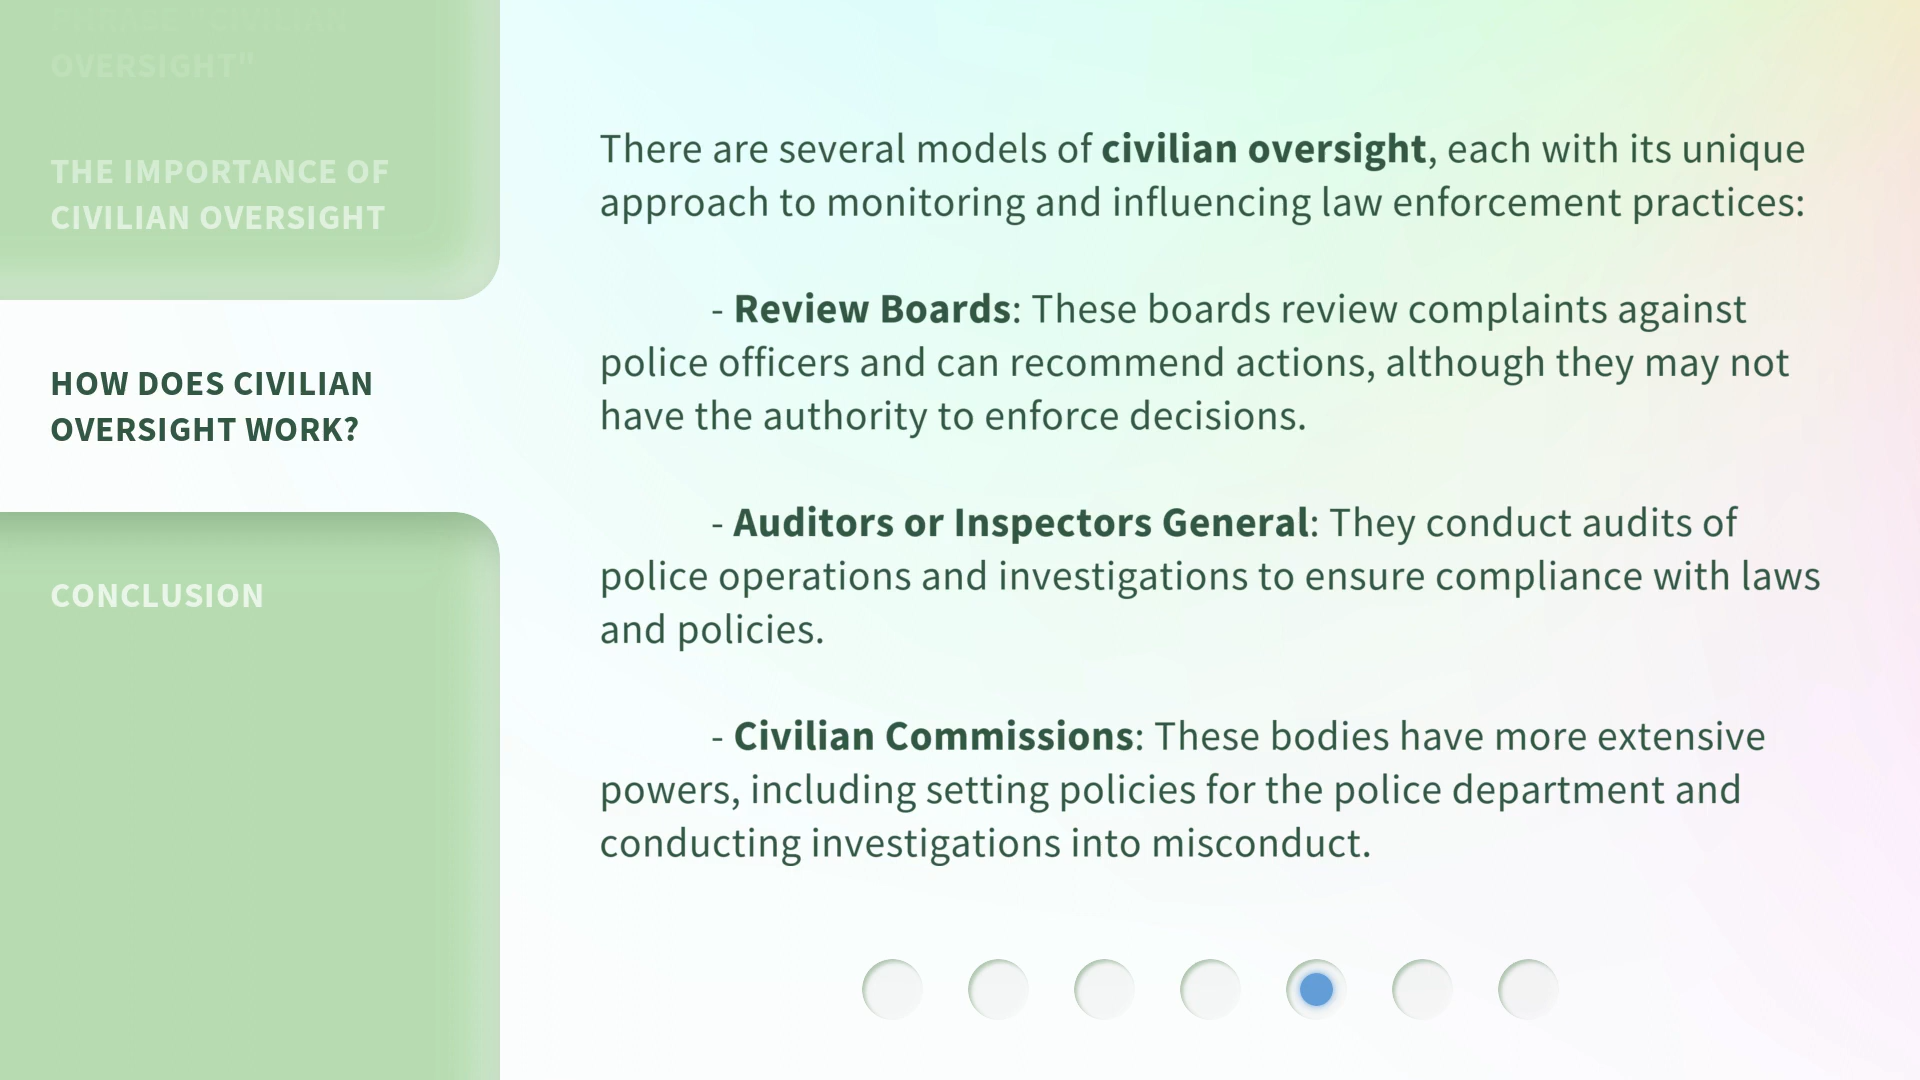 PHRASE "CIVILIAN
OVERSIGHT"
THE IMPORTANCE OF
CIVILIAN OVERSIGHT
HOW DOES CIVILIAN
OVERSIGHT WORK?
CONCLUSION
There are several models of civilian oversight, each with its unique
approach to monitoring and influencing law enforcement practices:
- Review Boards: These boards review complaints against
police officers and can recommend actions, although they may not
have the authority to enforce decisions.
- Auditors or Inspectors General: They conduct audits of
police operations and investigations to ensure compliance with laws
and policies.
- Civilian Commissions: These bodies have more extensive
powers, including setting policies for the police department and
conducting investigations into misconduct.